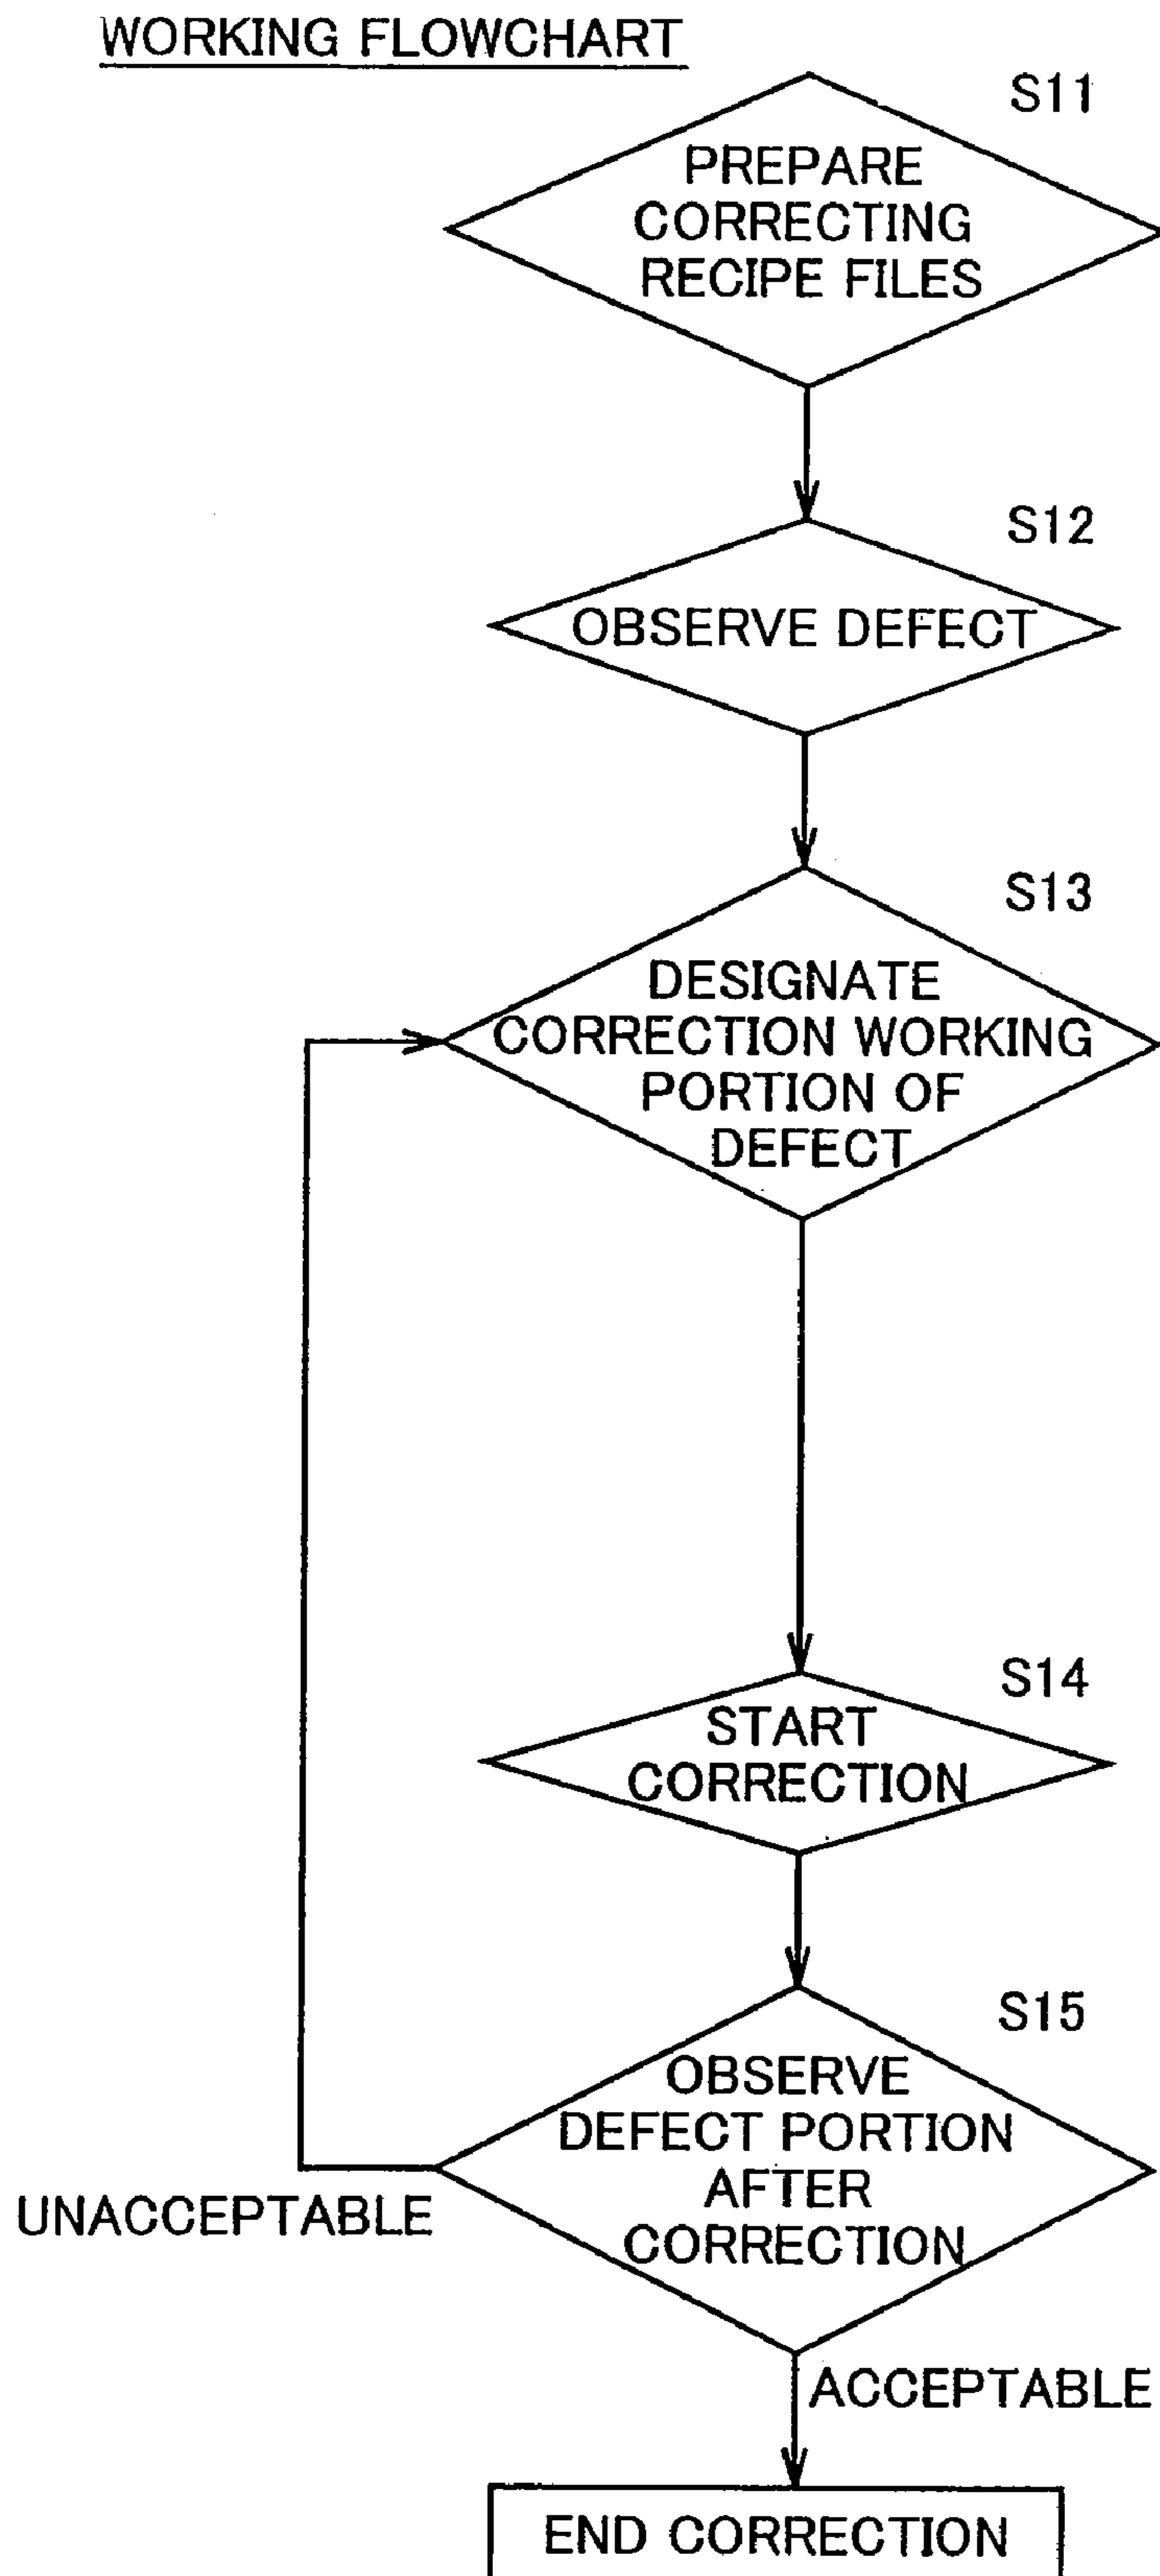 WORKING FLOWCHART
S11
PREPARE
CORRECTING
RECIPE FILES
S12
OBSERVE DEFECT
S13
DESIGNATE
CORRECTION WORKING
PORTION OF
DEFECT
S14
START
CORRECTION
S15
OBSERVE
DEFECT PORTION
AFTER
CORRECTION
UNACCEPTABLE
ACCEPTABLE
END CORRECTION